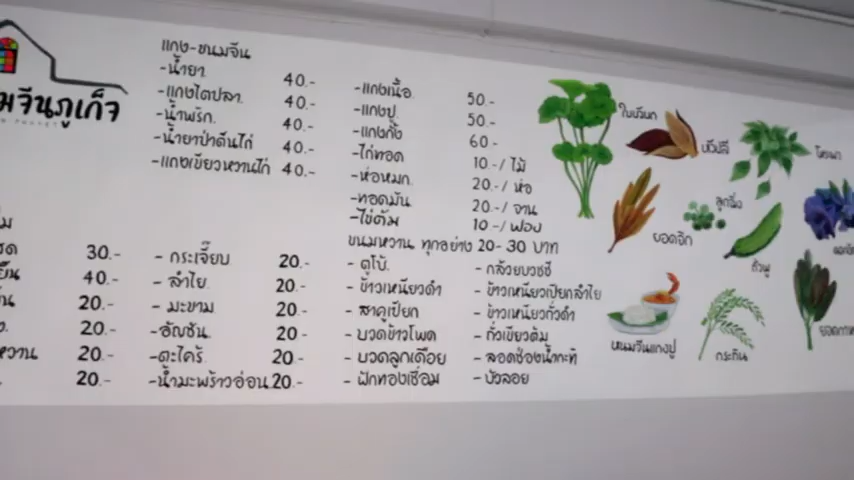 มจีนภูเก็จ
แกง-ขนมจีน
-น้ำยา 40.-
-แกงไตปลา 40.-
-น้ำพริก 40.-
-น้ำยาป่าตีนไก่ 40.-
-แกงเขียวหวานไก่ 40.-
-แกงเนื้อ 50.-
-แกงปู 50.-
-แกงกุ้ง 60-
-ไก่ทอด 10.-/ไม้
-ห่อหมก 20.-/ห่อ
-ทอดมัน 20.-/จาน
-ไข่ต้ม 10.-/ฟอง
30.-
40.-
20.-
20.-
หวาน 20.-
20.-
- กระเจี๊ยบ 20.-
- ลำไย 20.-
- มะขาม 20.-
-อัญชัน 20-
-ตะไคร้ 20.-
-น้ำมะพร้าวอ่อน 20.-
ขนมหวาน ทุกอย่าง 20-30 บาท
- ตูโบ้
- ข้าวเหนียวดำ
- สาคูเปียก
- บวดข้าวโพด
- บวดลูกเดือย
- ฟักทองเชื่อม
- กล้วยบวชชี
- ข้าวเหนียวเปียกลำไย
- ข้าวเหนียวถั่วดำ
- ถั่วเขียวต้ม
- ลอดช่องน้ำกะทิ
- บัวลอย
ใบบัวบก
หัวปลี
โหระพา
ยอดจิก
ลูกฉิ่ง
ถั่วพู
หนมจีนแกงปู
กระถิน